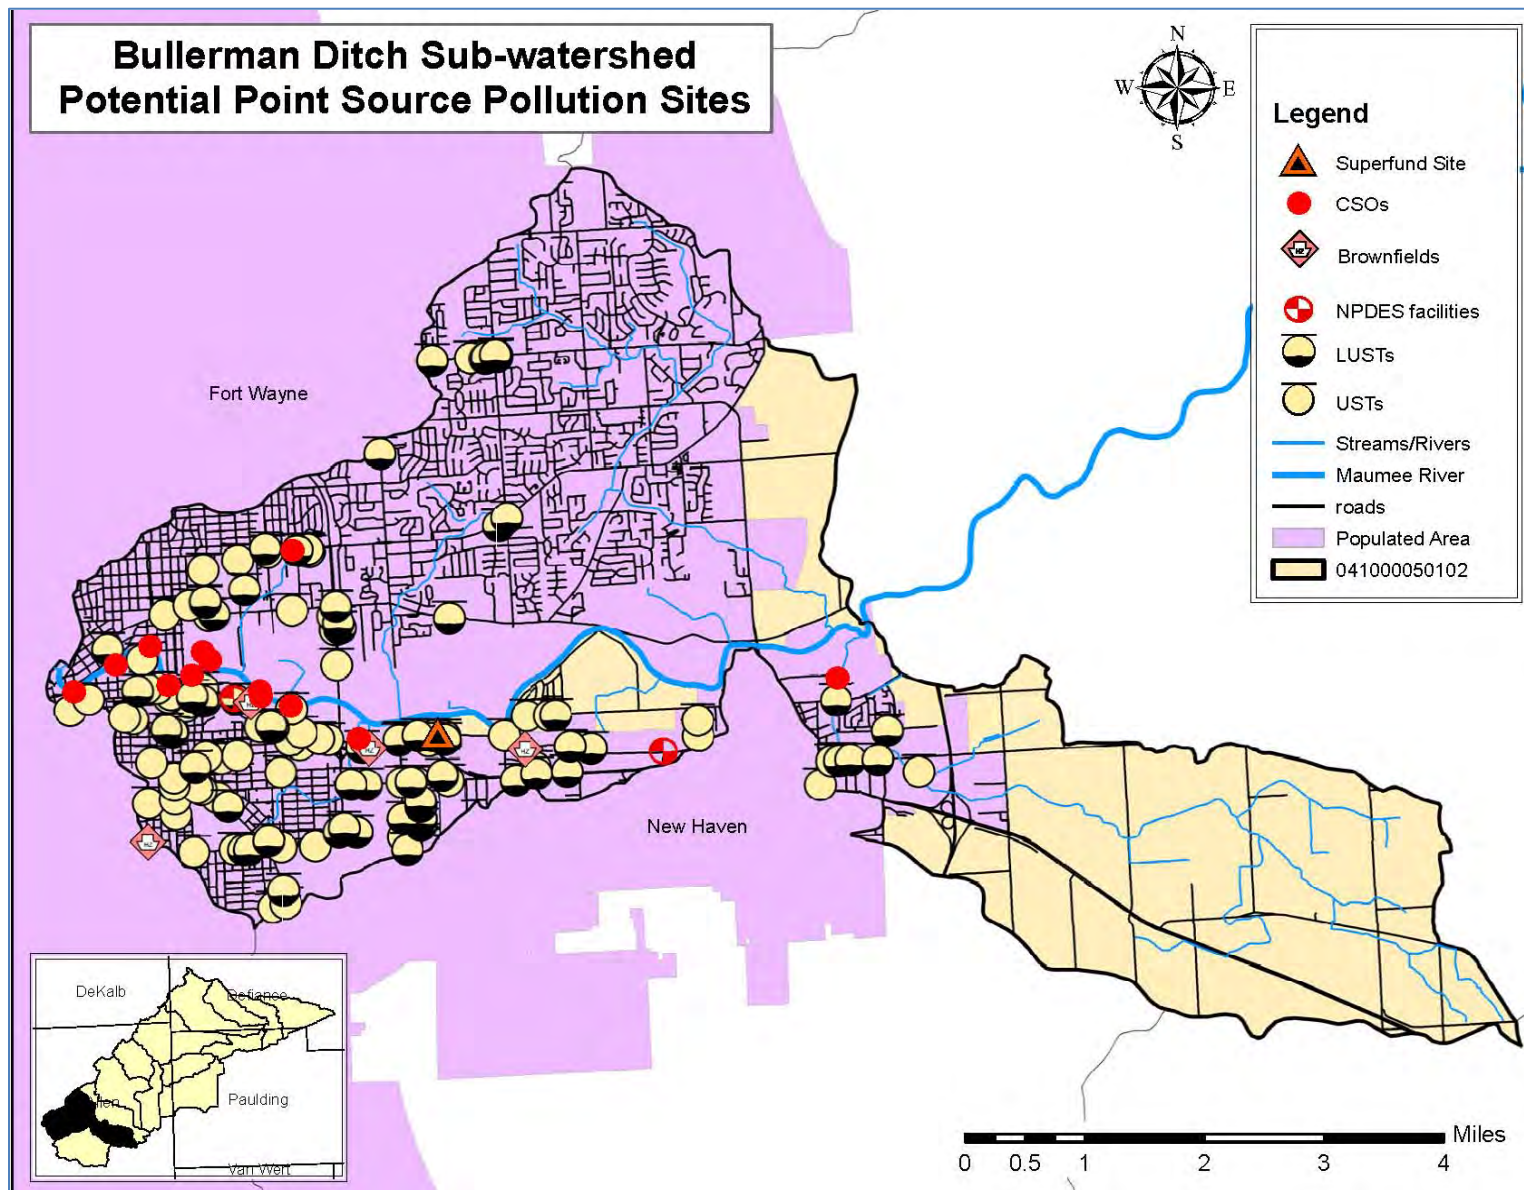 Bullerman Ditch Sub-watershed
Potential Point Source Pollution Sites
N
W
E
S
Legend
Superfund Site
CSOs
Brownfields
NPDES facilities
LUSTs
USTs
Streams/Rivers
Maumee River
roads
Populated Area
041000050102
Fort Wayne
New Haven
DeKalb
Defiance
Paulding
Van Wert
Miles
0 0.5 1 2 3 4